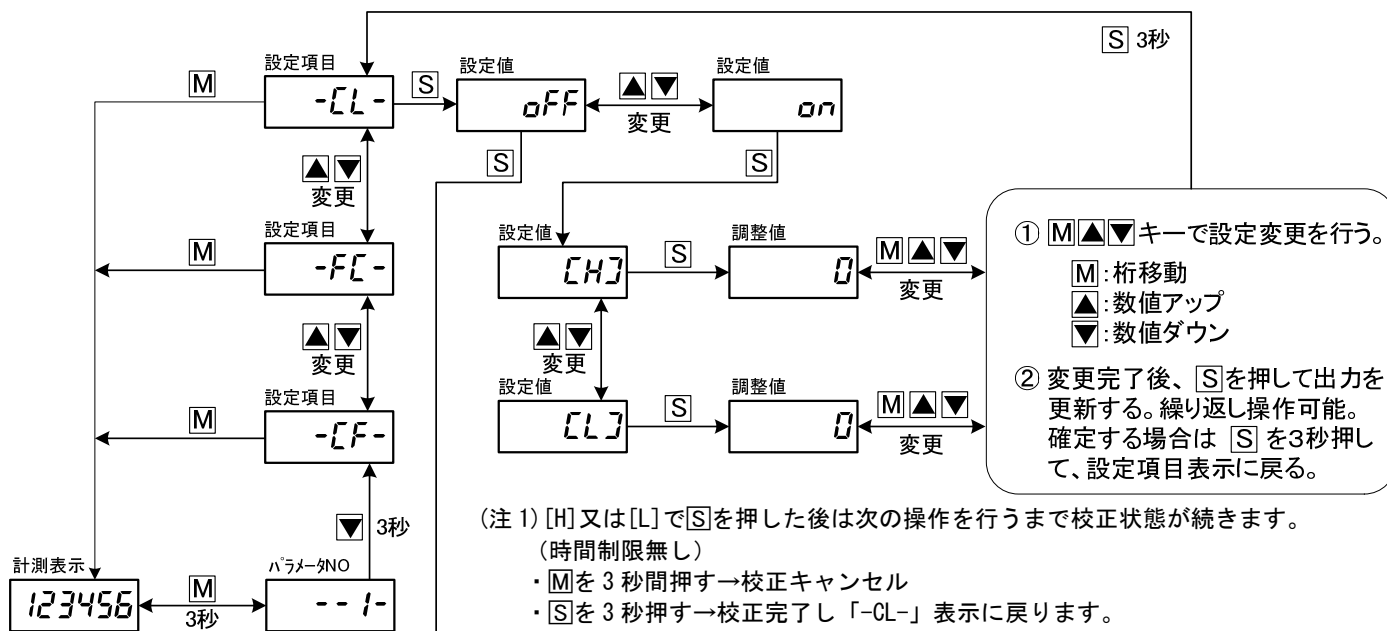 S 3秒
設定項目
設定値
設定値
M
-CL-
S
oFF
▲▼
on
変更
▲▼
変更
S
S
設定項目
設定値
調整値
M
-FC-
[H]
S
0
M▲▼
変更
▲▼
変更
▲▼
変更
設定項目
設定値
調整値
M
-CF-
[L]
S
0
M▲▼
変更
① M▲▼キーで設定変更を行う。
M:桁移動
▲:数値アップ
▼:数値ダウン
② 変更完了後、Sを押して出力を
更新する。繰り返し操作可能。
確定する場合は S を3秒押し
て、設定項目表示に戻る。
▼ 3秒
計測表示
パラメータNO
123456
M
3秒
--1-
(注1)[H]又は[L]でSを押した後は次の操作を行うまで校正状態が続きます。
(時間制限無し)
・Mを3秒間押す→校正キャンセル
・Sを3秒押す→校正完了し「-CL-」表示に戻ります。